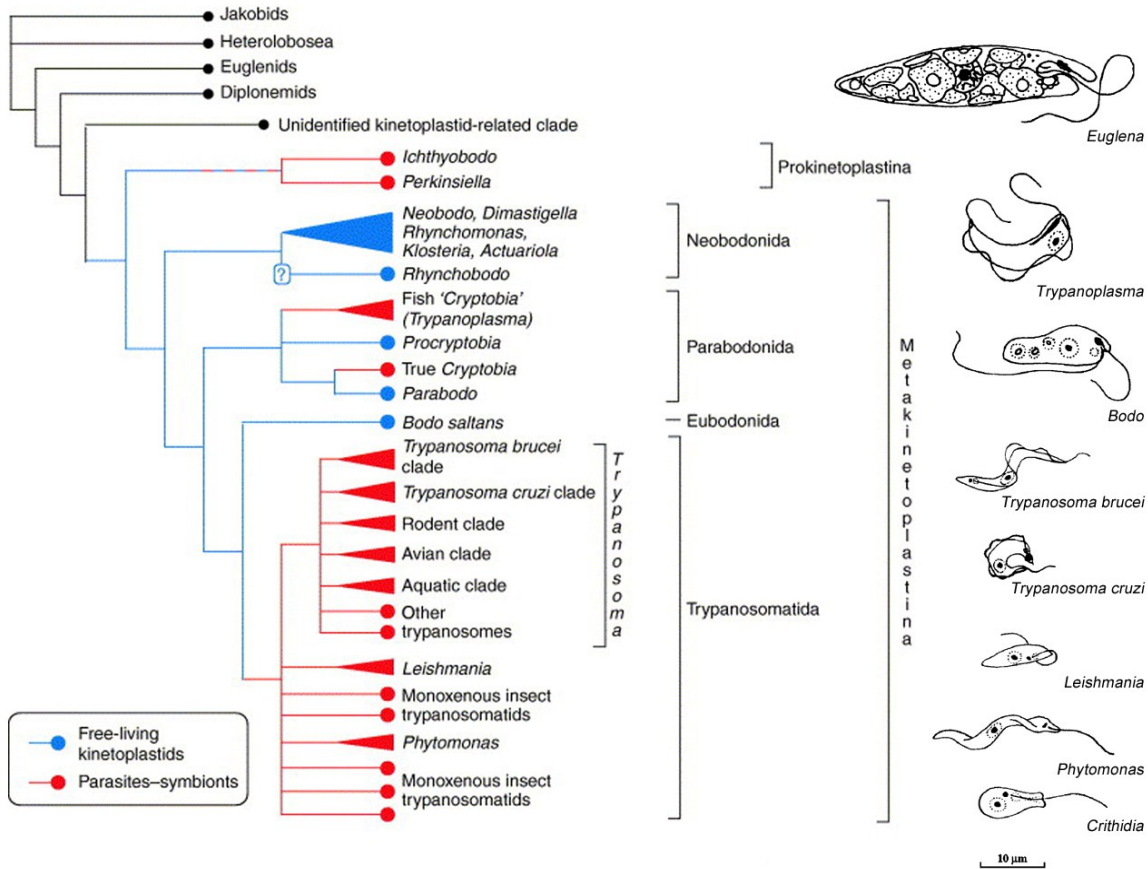 Jakobids
Heterolobosea
Euglenids
Diplonemids
Unidentified kinetoplastid-related clade
Ichthyobodo
Perkinsiella
Neobodo, Dimastigella
Rhynchomonas,
Klosteria, Actuariola
?
Rhynchobodo
Fish ‘Cryptobia’
(Trypanoplasma)
Procryptobia
True Cryptobia
Parabodo
Bodo saltans
Trypanosoma brucei
clade
Trypanosoma cruzi clade
Rodent clade
Avian clade
Aquatic clade
Other
trypanosomes
Leishmania
Monoxenous insect
trypanosomatids
Phytomonas
Monoxenous insect
trypanosomatids
Trypanosoma
Prokinetoplastina
Neobodonida
Parabodonida
Eubodonida
Trypanosomatida
Metakinetoplastina
Free-living
kinetoplastids
Parasites–symbionts
Euglena
Trypanoplasma
Bodo
Trypanosoma brucei
Trypanosoma cruzi
Leishmania
Phytomonas
Crithidia
10 µm